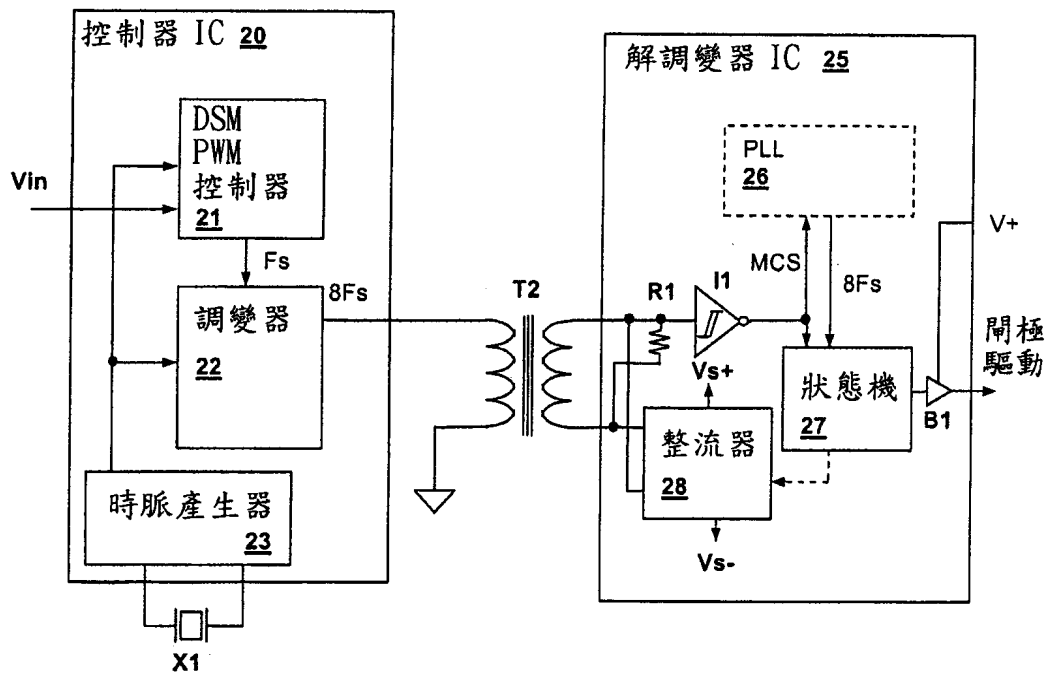 控制器 IC 20
DSM
PWM
控制器
21
Vin
Fs
8Fs
調變器
22
時脈產生器
23
X1
T2
解調變器 IC 25
PLL
26
MCS
8Fs
V+
R1
I1
Vs+
狀態機
27
B1
閘極
驅動
整流器
28
Vs-